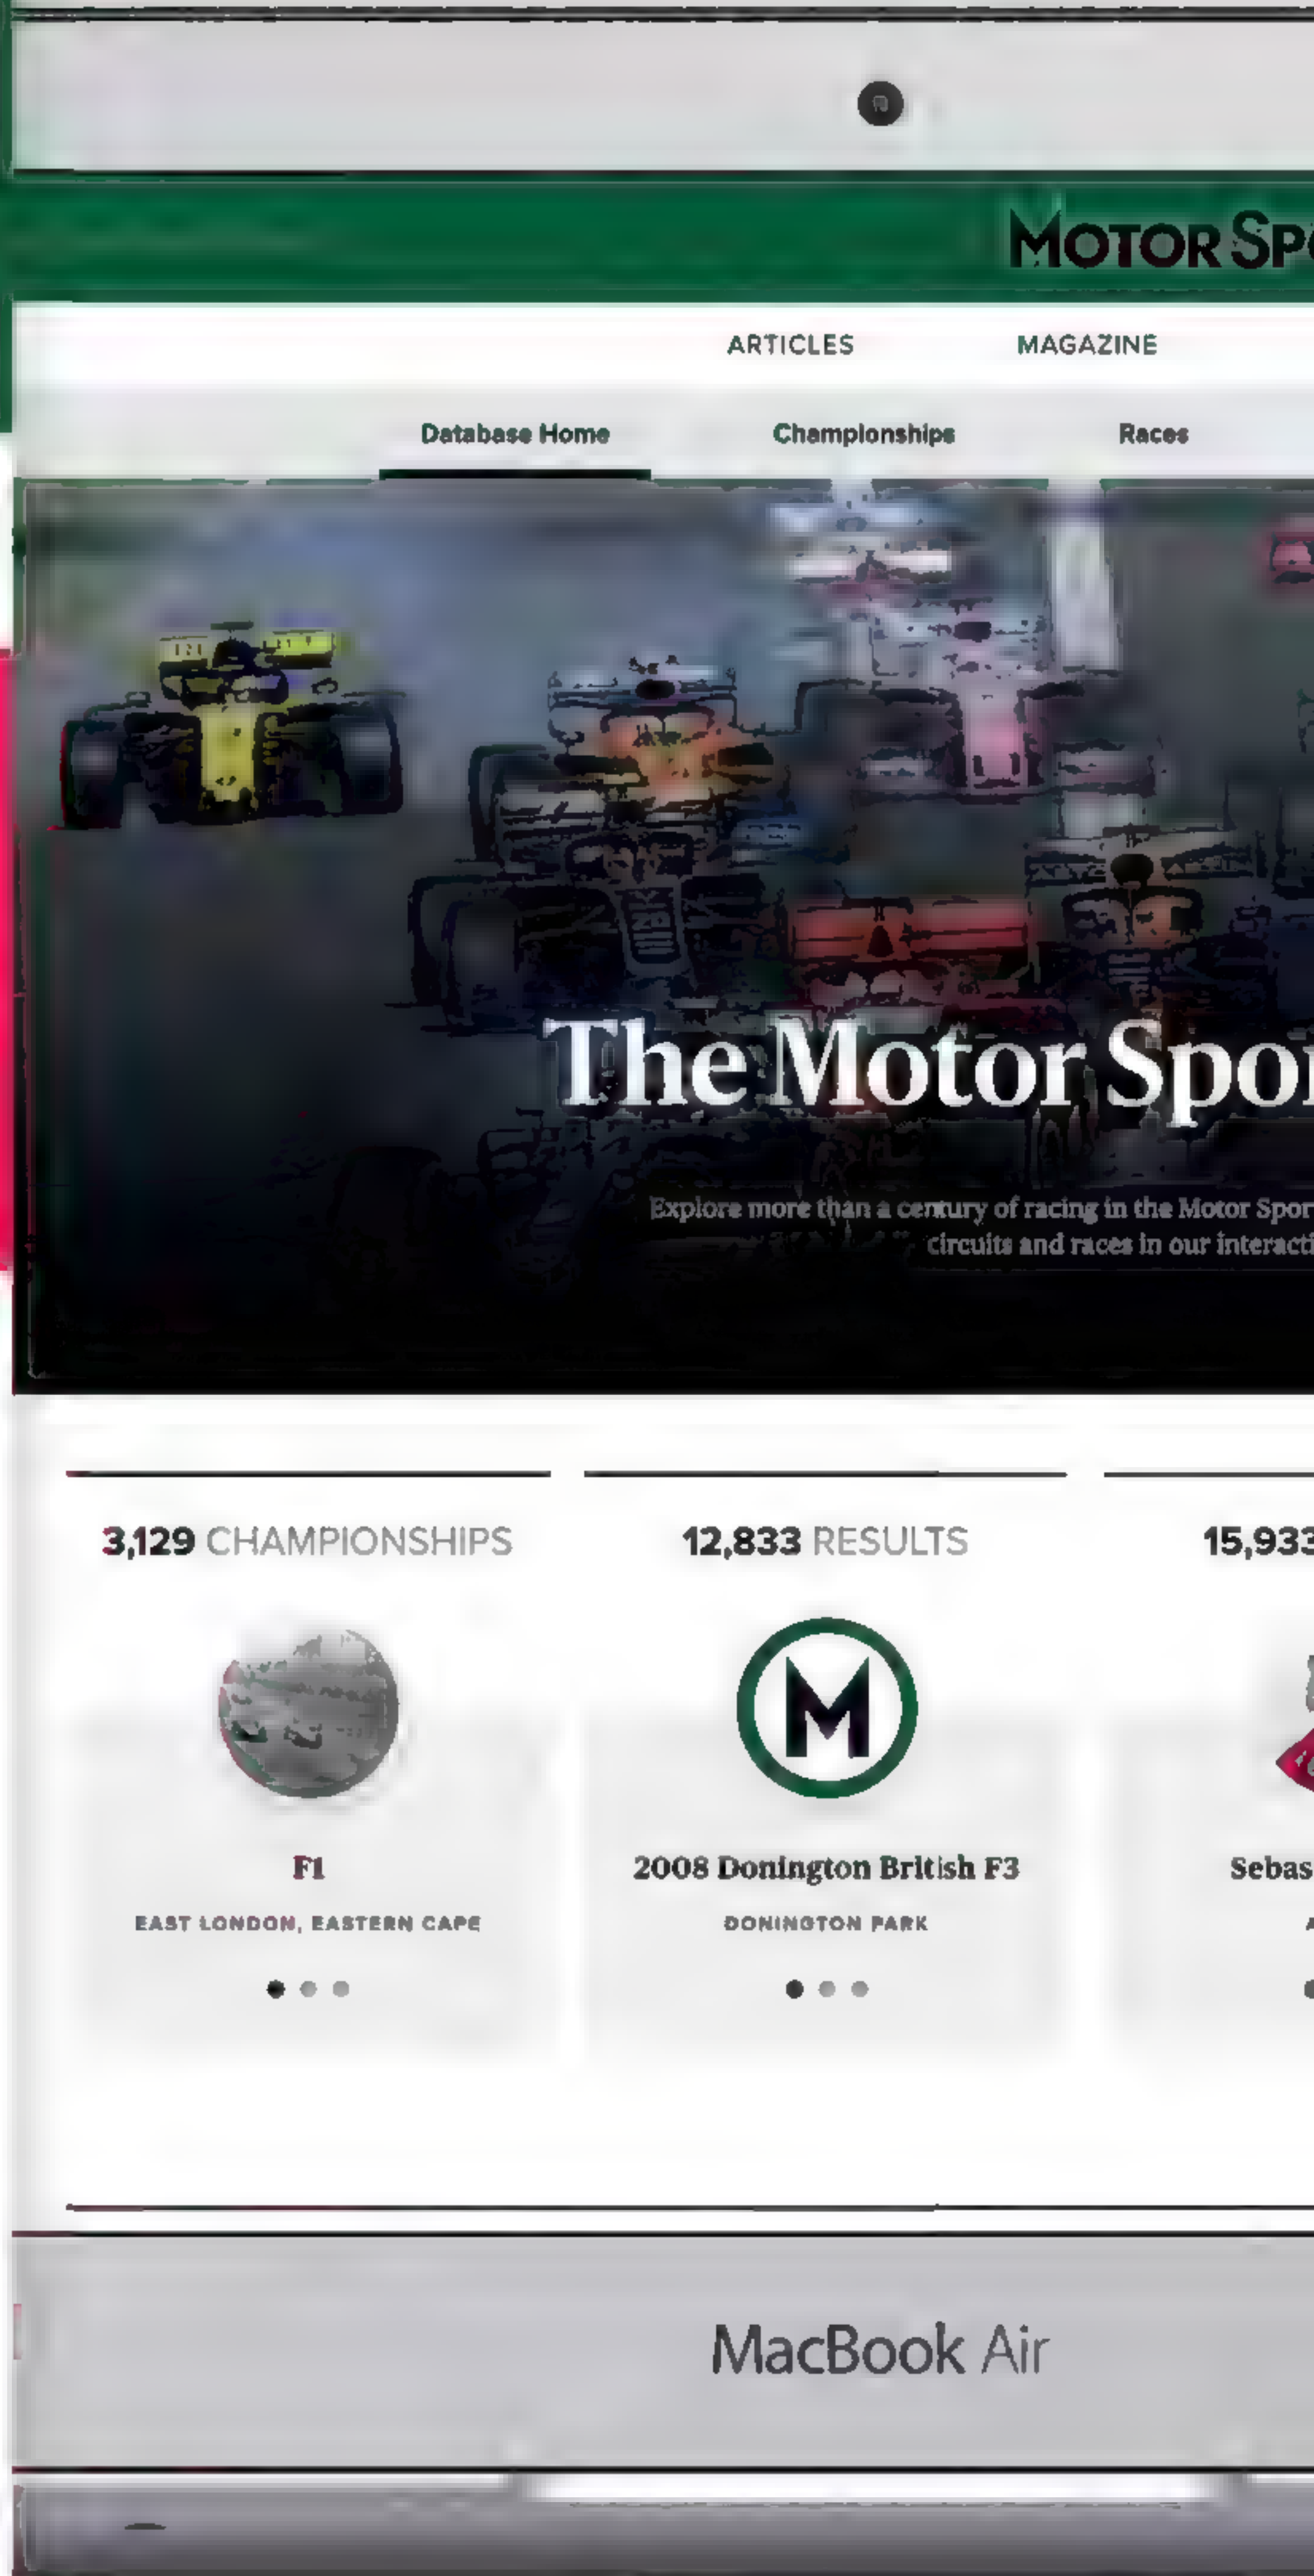 MOTOR SPO
ARTICLES MAGAZINE
Database Home Championships Races
The Motor Spor
Explore more than a century of racing in the Motor Spor
circuits and races in our interacti
3,129 CHAMPIONSHIPS 12,833 RESULTS 15,933
M
F1 2008 Donington British F3 Sebas
EAST LONDON, EASTERN CAPE DONINGTON PARK
MacBook Air